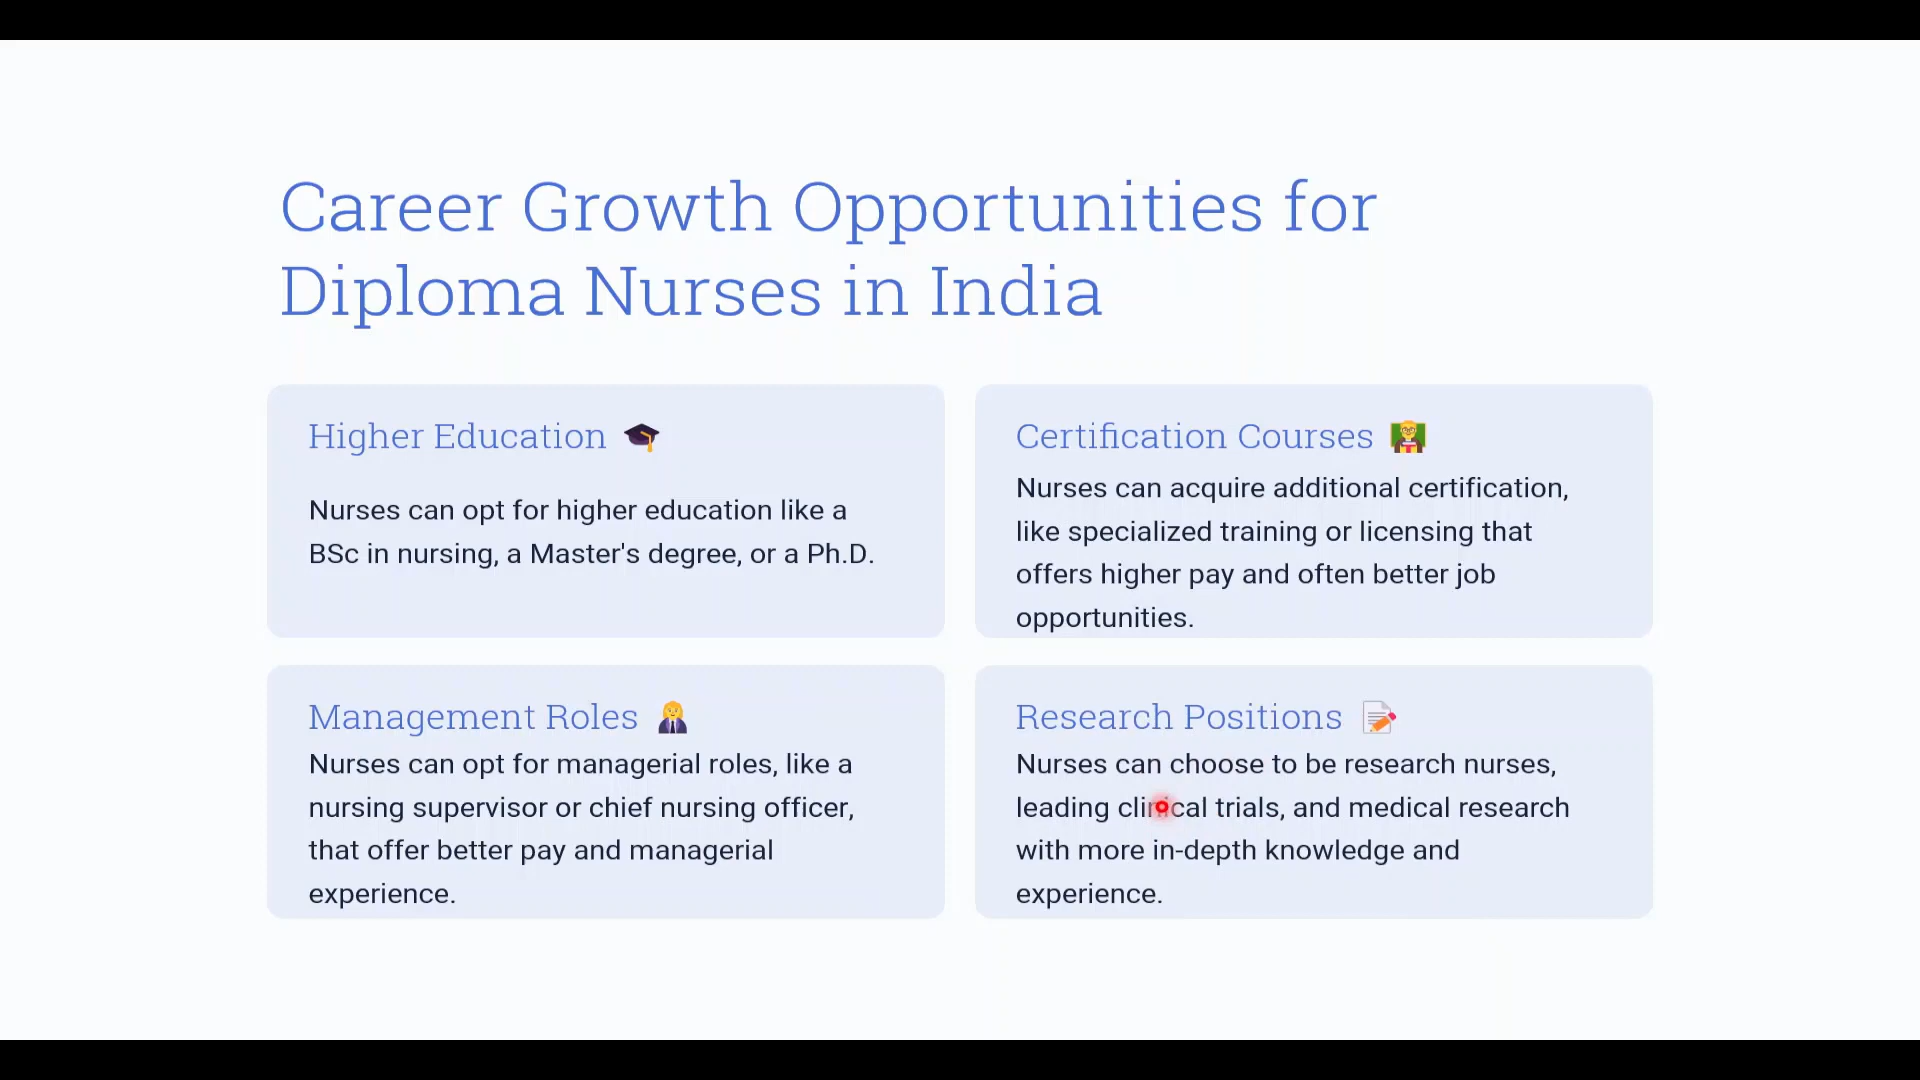 Career Growth Opportunities for
Diploma Nurses in India
Higher Education
Nurses can opt for higher education like a
BSc in nursing, a Master's degree, or a Ph.D.
Certification Courses
Nurses can acquire additional certification,
like specialized training or licensing that
offers higher pay and often better job
opportunities.
Management Roles
Nurses can opt for managerial roles, like a
nursing supervisor or chief nursing officer,
that offer better pay and managerial
experience.
Research Positions
Nurses can choose to be research nurses,
leading clinical trials, and medical research
with more in-depth knowledge and
experience.